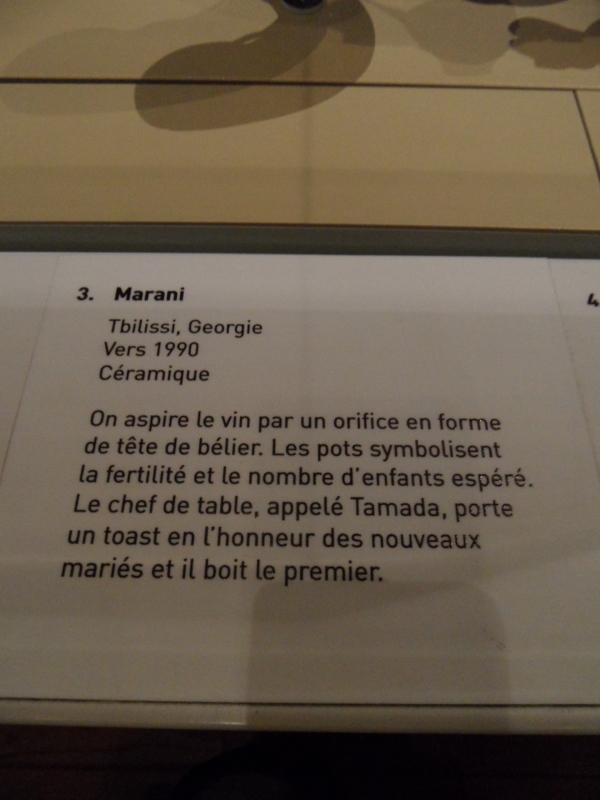 3. Marani
Tbilissi, Georgie
Vers 1990
Céramique
On aspire le vin par un orifice en forme
de tête de bélier. Les pots symbolisent
la fertilité et le nombre d'enfants espéré.
Le chef de table, appelé Tamada, porte
un toast en l'honneur des nouveaux
mariés et il boit le premier.
4